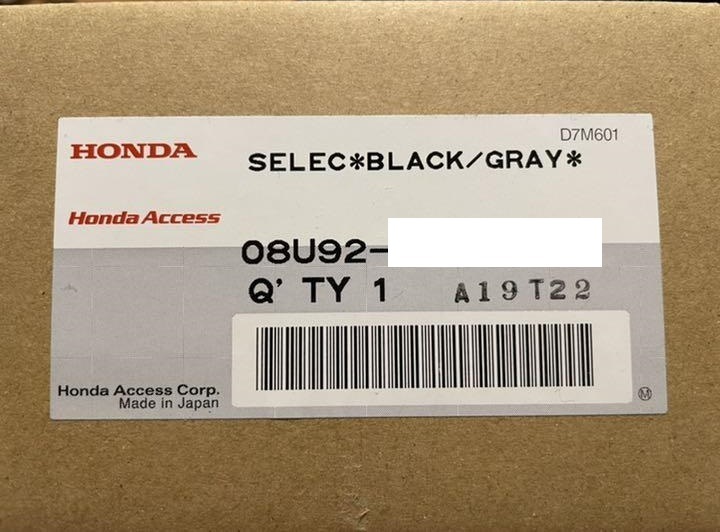 D7M601
HONDA
SELEC*BLACK/GRAY*
Honda Access
08U92-
Q' TY 1 A19T22
Honda Access Corp.
Made in Japan
M